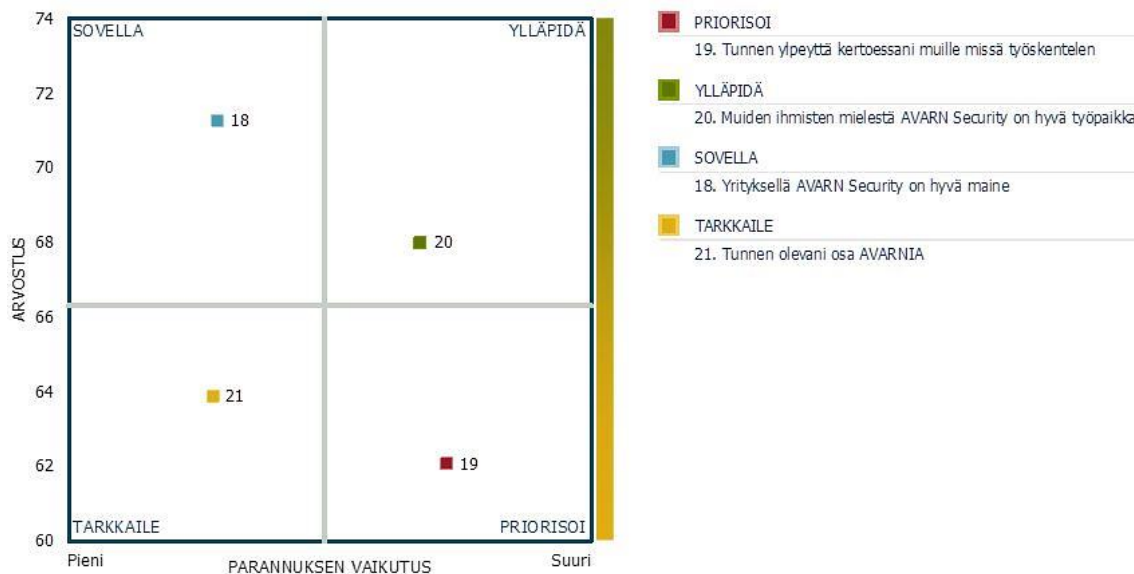 74
SOVELLA
YLLÄPIDÄ
72
18
70
68
20
ARVOSTUS
66
64
21
62
19
TARKKAILE
PRIORISOI
60
Pieni
PARANNUKSEN VAIKUTUS
Suuri
PRIORISOI
19. Tunnen ylpeyttä kertoessani muille missä työskentelen
YLLÄPIDÄ
20. Muiden ihmisten mielestä AVARN Security on hyvä työpaikka
SOVELLA
18. Yrityksellä AVARN Security on hyvä maine
TARKKAILE
21. Tunnen olevani osa AVARNIA